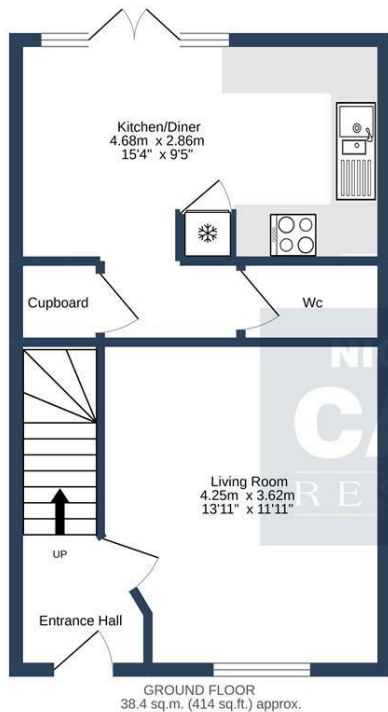 Kitchen/Diner
4.68m x 2.86m
15'4" x 9'5"
Cupboard
Wc
Living Room
4.25m x 3.62m
13'11" x 11'11"
UP
Entrance Hall
GROUND FLOOR
38.4 sq.m. (414 sq.ft.) approx.